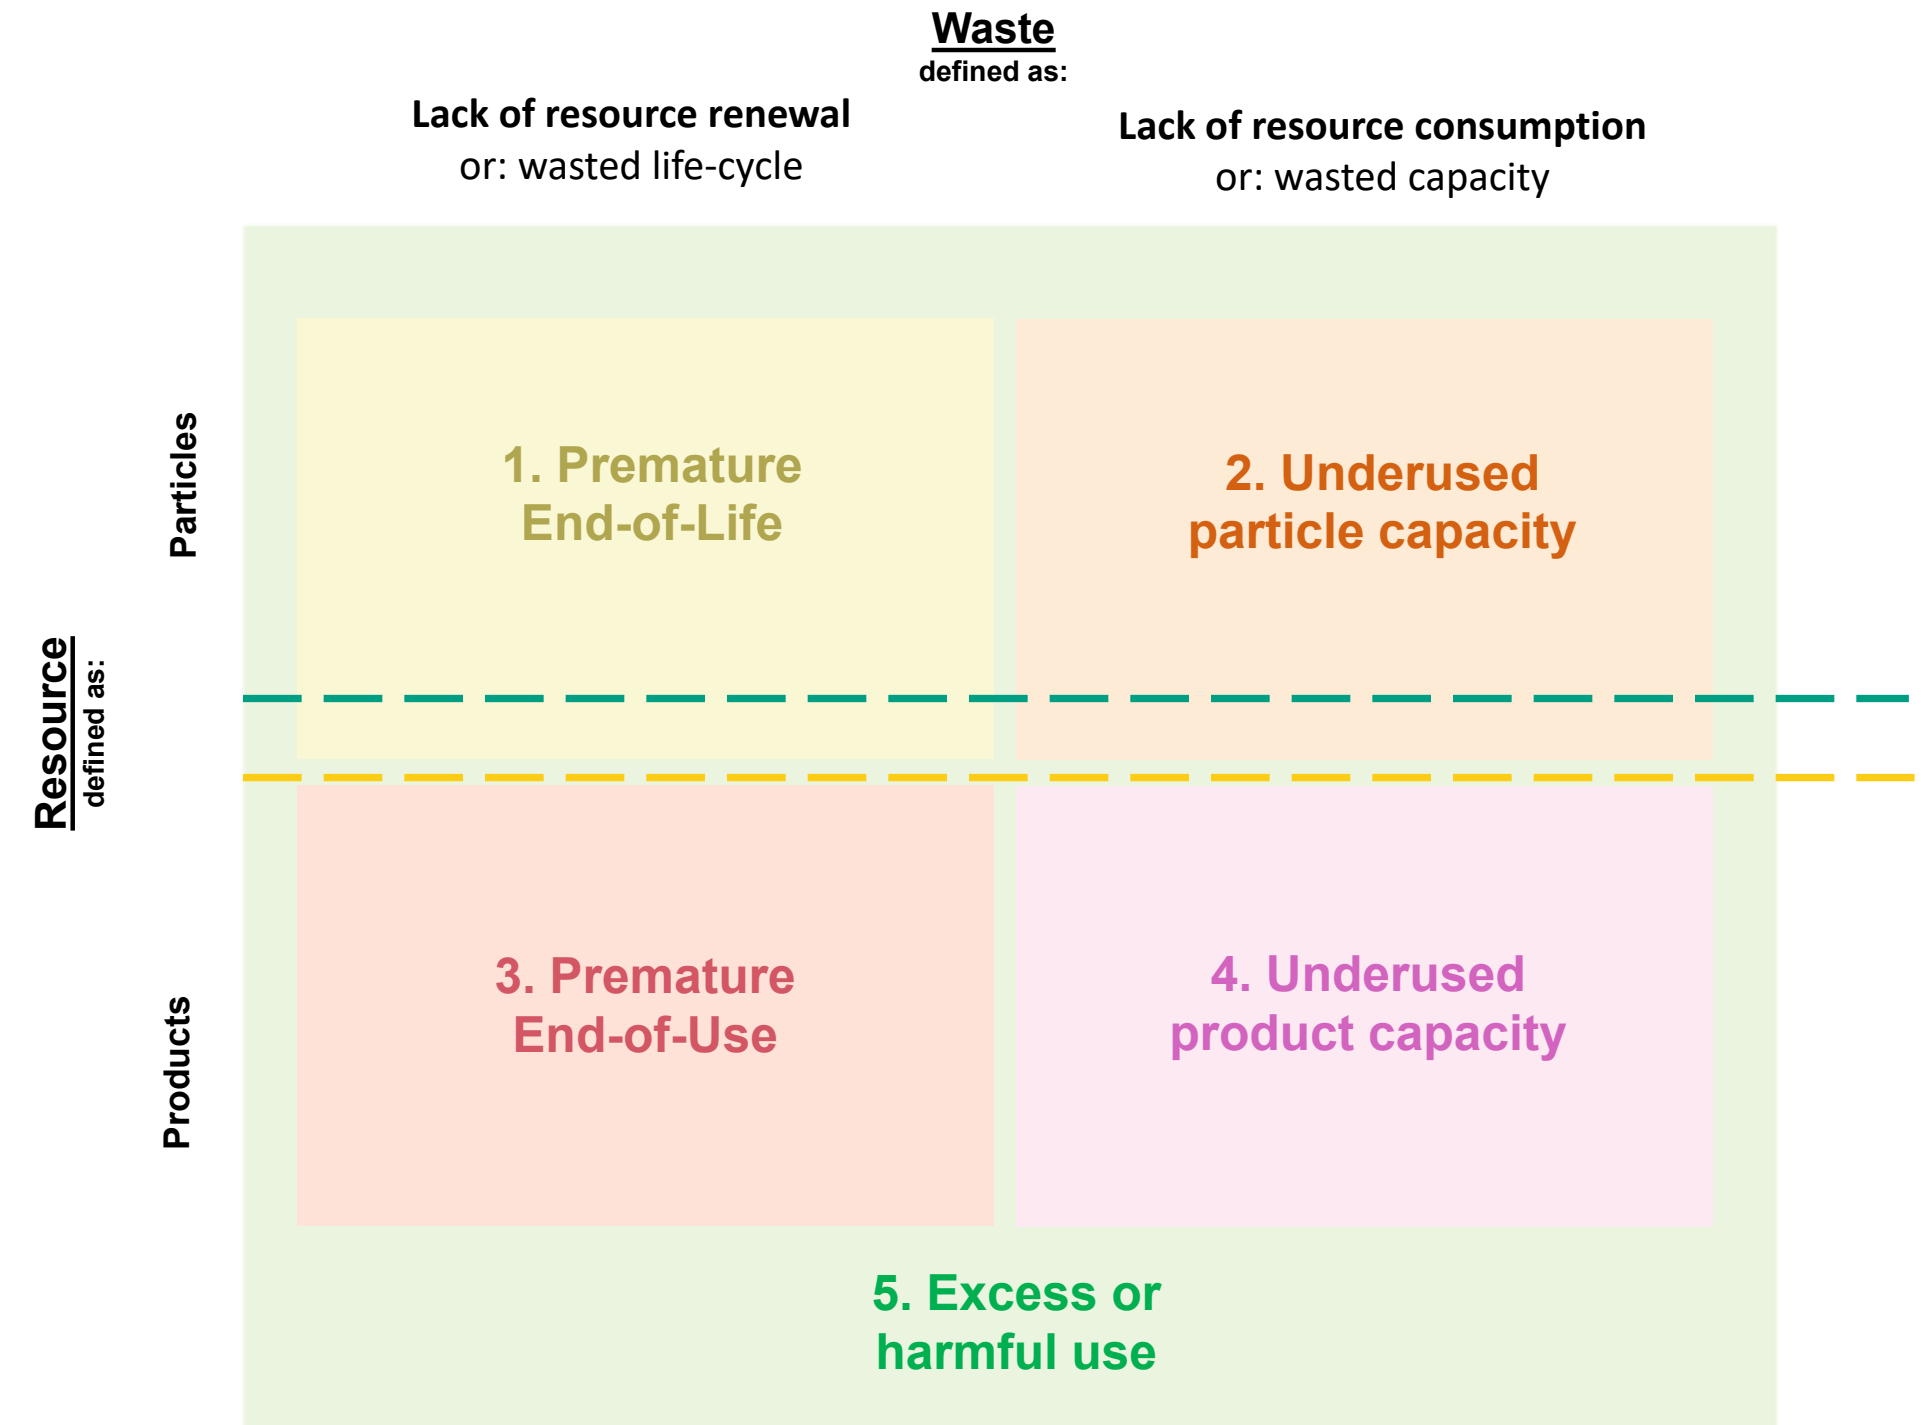 Waste
defined as:
Lack of resource renewal
or: wasted life-cycle
Lack of resource consumption
or: wasted capacity
Resource
defined as:
Particles
1. Premature
End-of-Life
2. Underused
particle capacity
Products
3. Premature
End-of-Use
4. Underused
product capacity
5. Excess or
harmful use